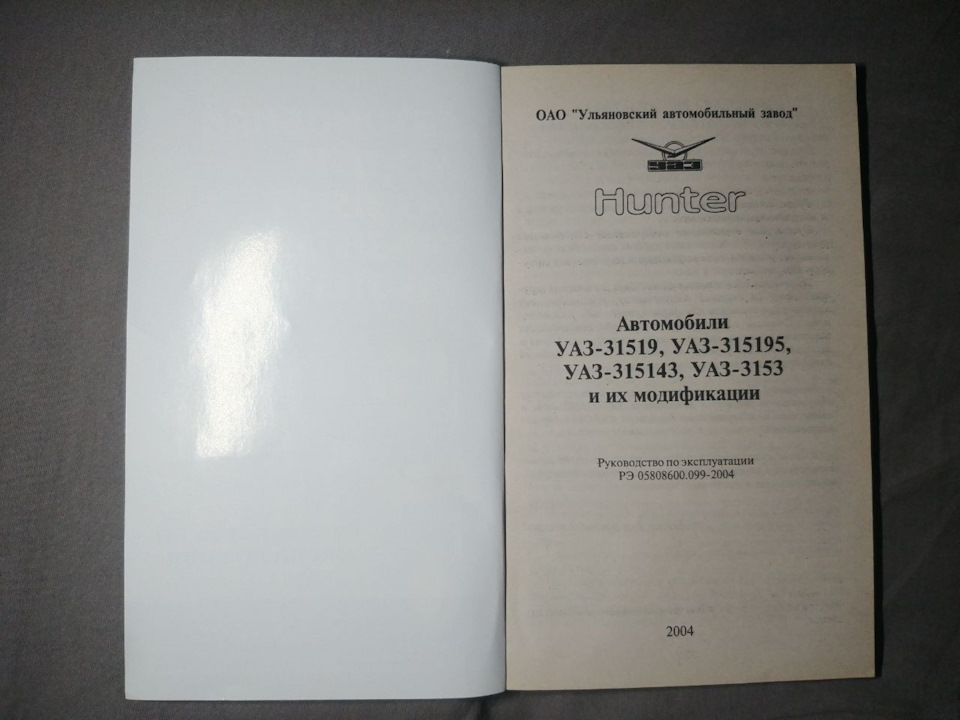 ОАО "Ульяновский автомобильный завод"
УАЗ
Hunter
Автомобили
УАЗ-31519, УАЗ-315195,
УАЗ-315143, УАЗ-3153
и их модификации
Руководство по эксплуатации
РЭ 05808600.099-2004
2004